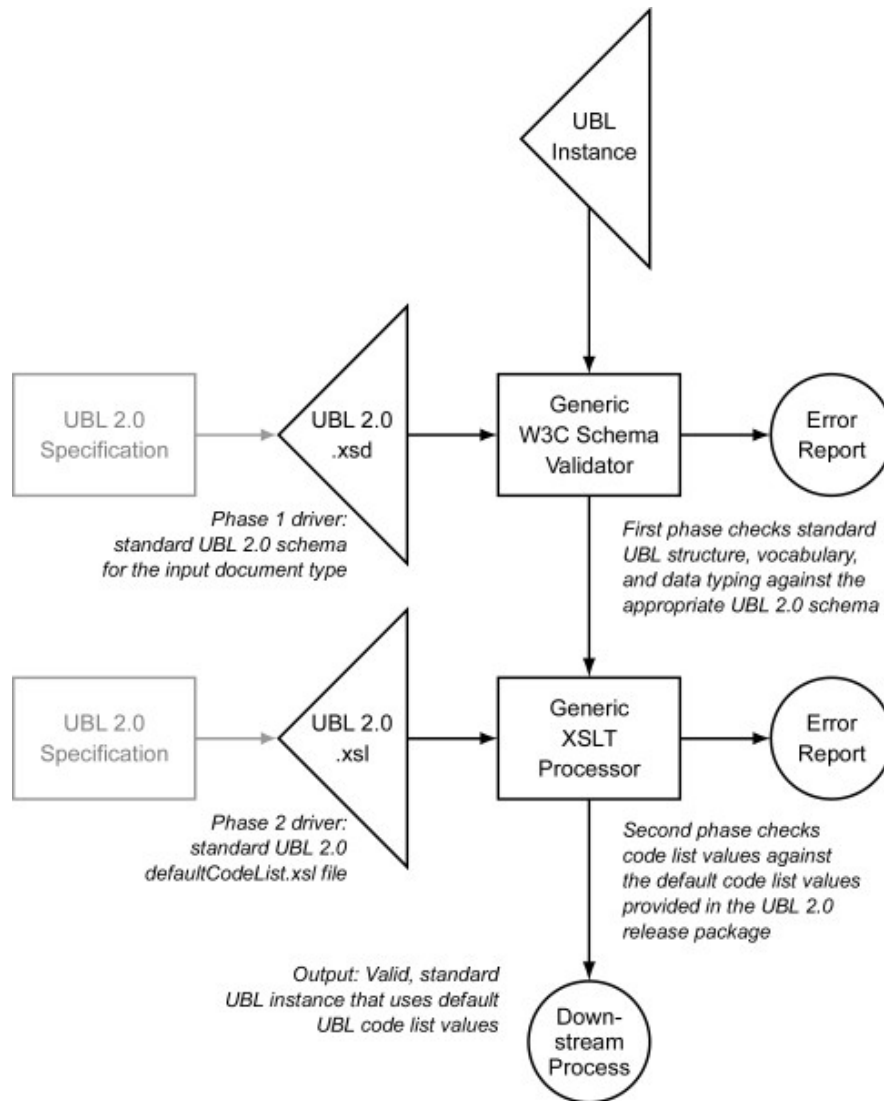 UBL
Instance
UBL 2.0
Specification
UBL 2.0
.xsd
Generic
W3C Schema
Validator
Error
Report
Phase 1 driver:
standard UBL 2.0 schema
for the input document type
First phase checks standard
UBL structure, vocabulary,
and data typing against the
appropriate UBL 2.0 schema
UBL 2.0
Specification
UBL 2.0
.xsl
Generic
XSLT
Processor
Error
Report
Phase 2 driver:
standard UBL 2.0
defaultCodeList.xsl file
Second phase checks
code list values against
the default code list values
provided in the UBL 2.0
release package
Output: Valid, standard
UBL instance that uses default
UBL code list values
Down-
stream
Process